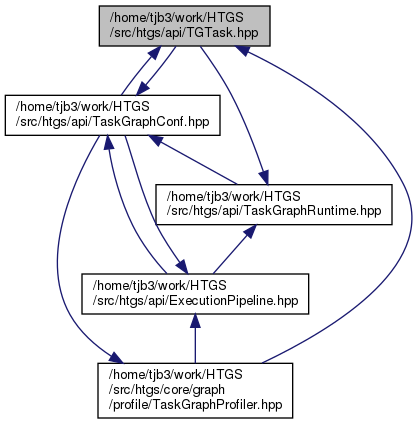 /home/tjb3/work/HTGS
/src/htgs/api/TGTask.hpp
/home/tjb3/work/HTGS
/src/htgs/api/TaskGraphConf.hpp
/home/tjb3/work/HTGS
/src/htgs/api/TaskGraphRuntime.hpp
/home/tjb3/work/HTGS
/src/htgs/api/ExecutionPipeline.hpp
/home/tjb3/work/HTGS
/src/htgs/core/graph
/profile/TaskGraphProfiler.hpp